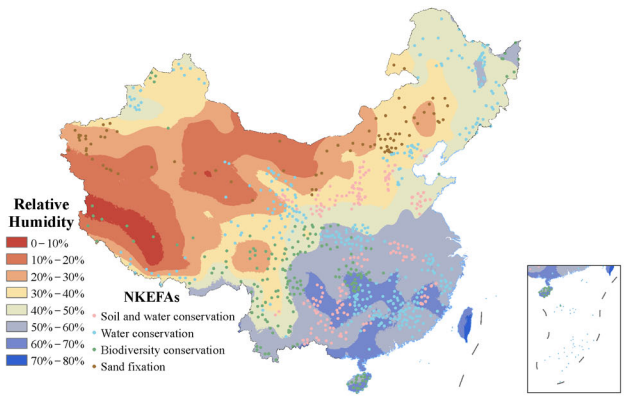 Relative
Humidity
0–10%
10%–20%
20%–30%
30%–40%
40%–50%
50%–60%
60%–70%
70%–80%
NKEFAs
Soil and water conservation
Water conservation
Biodiversity conservation
Sand fixation